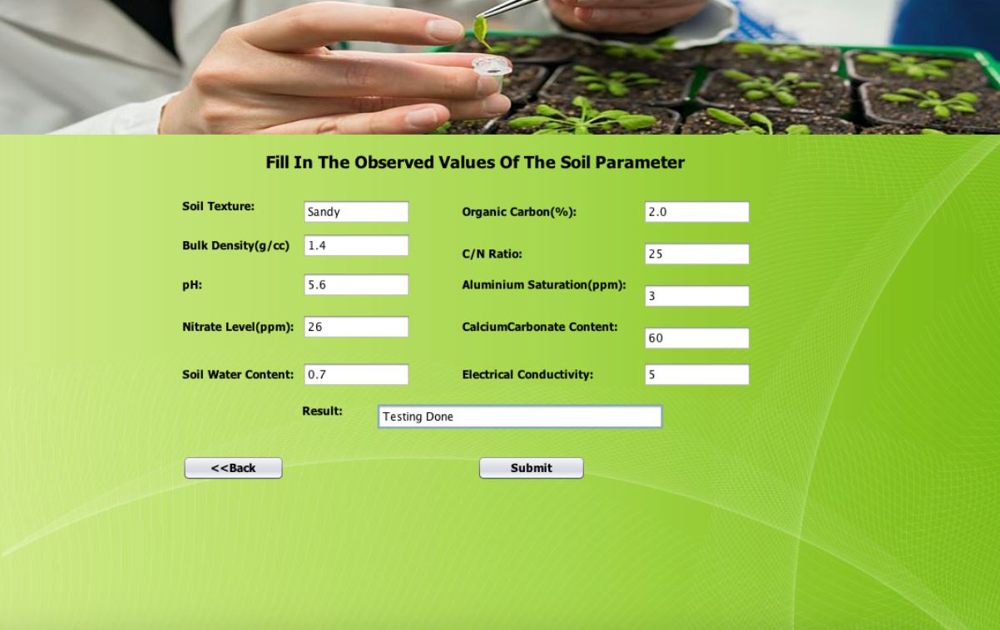 Fill In The Observed Values Of The Soil Parameter
Soil Texture: Sandy Organic Carbon(%): 2.0
Bulk Density(g/cc) 1.4 C/N Ratio: 25
pH: 5.6 Aluminium Saturation(ppm): 3
Nitrate Level(ppm): 26 CalciumCarbonate Content: 60
Soil Water Content: 0.7 Electrical Conductivity: 5
Result: Testing Done
<<Back Submit